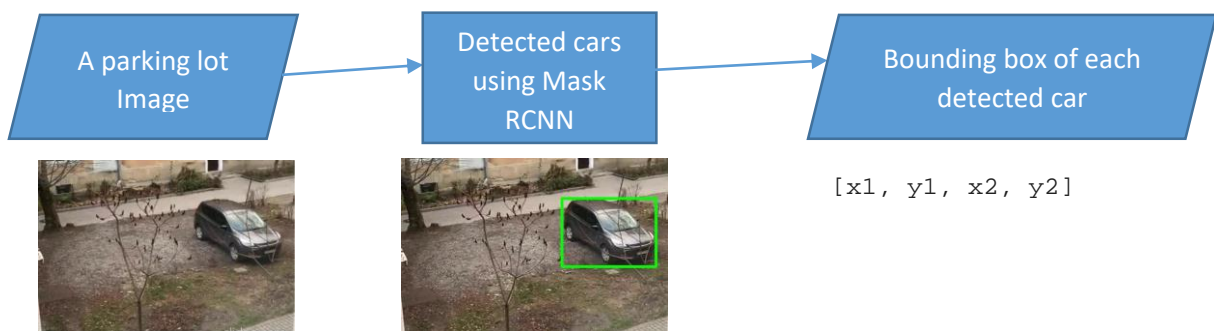 A parking lot
Image
Detected cars
using Mask
RCNN
Bounding box of each
detected car
[x1, y1, x2, y2]